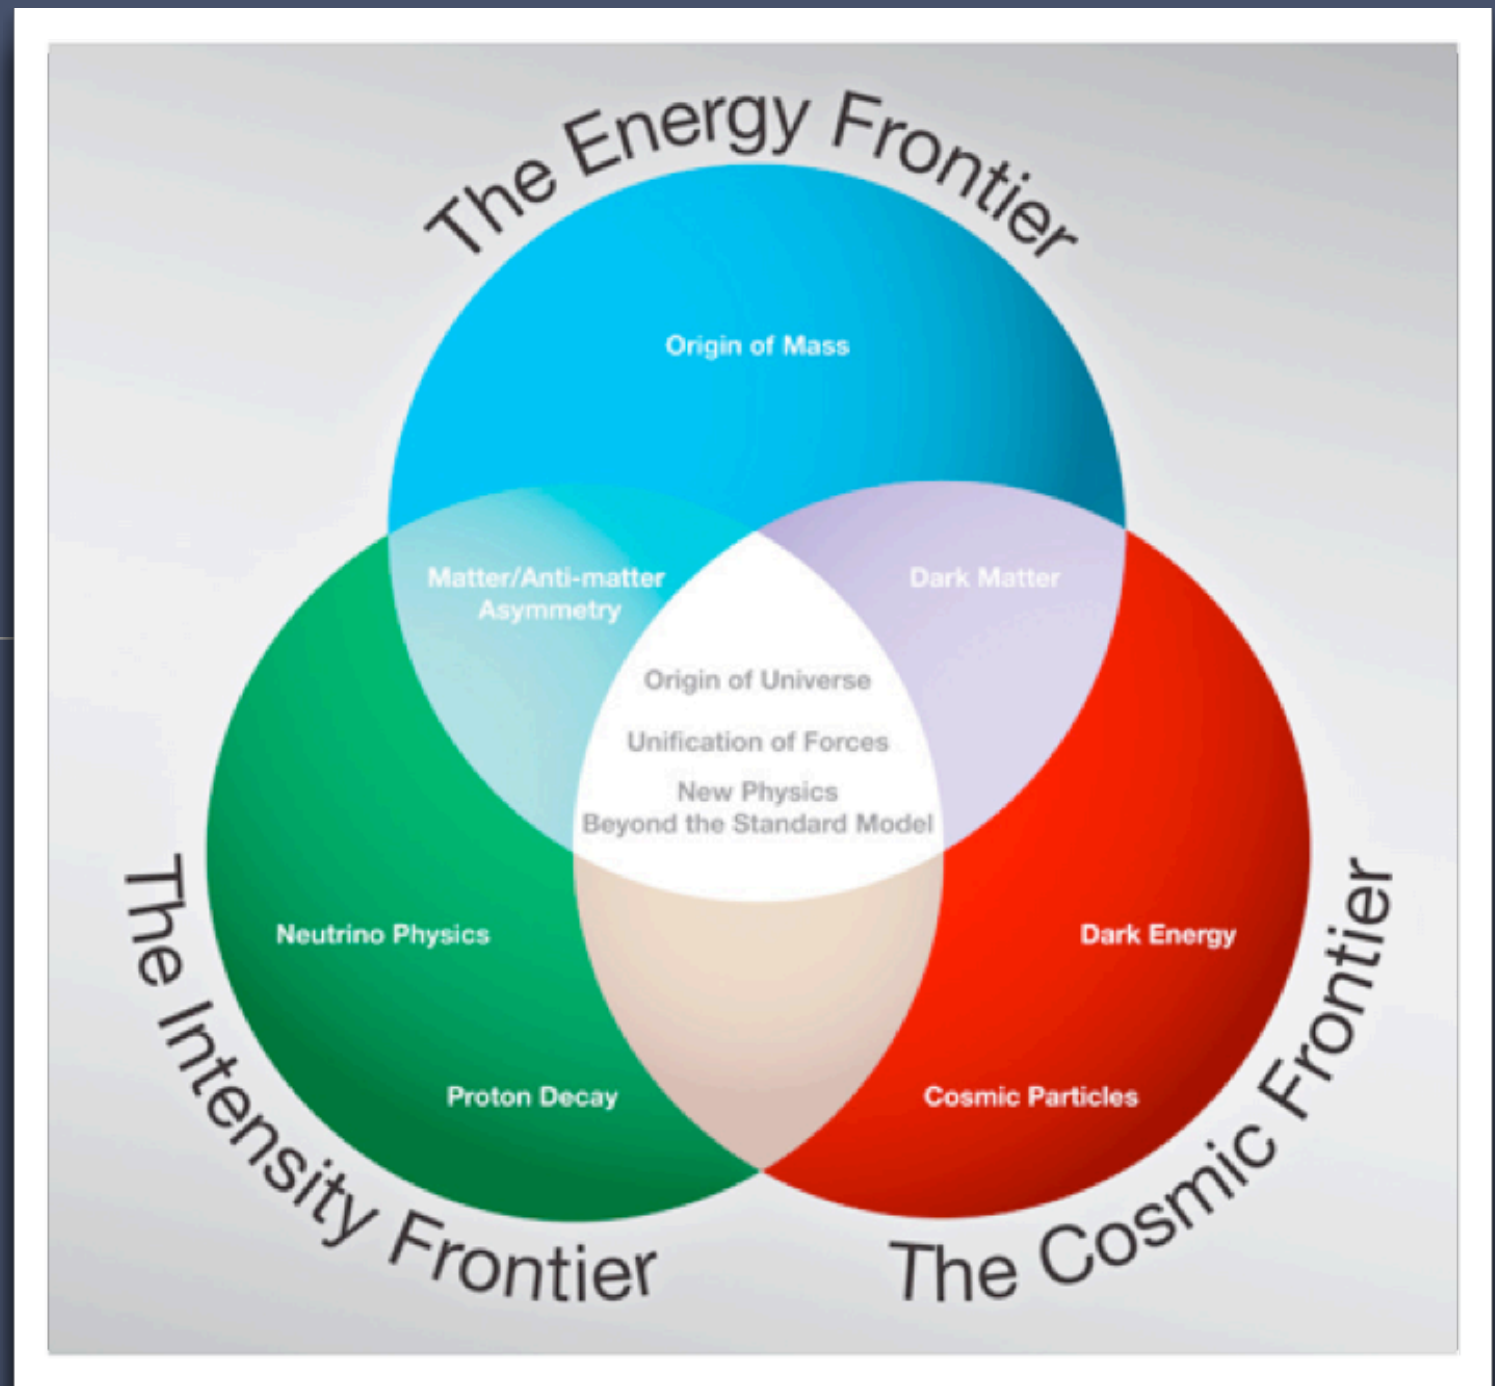 The Energy Frontier
Origin of Mass
Matter/Anti-matter
Asymmetry
Dark Matter
Origin of Universe
Unification of Forces
New Physics
Beyond the Standard Model
Neutrino Physics
Dark Energy
Proton Decay
Cosmic Particles
The Intensity Frontier
The Cosmic Frontier